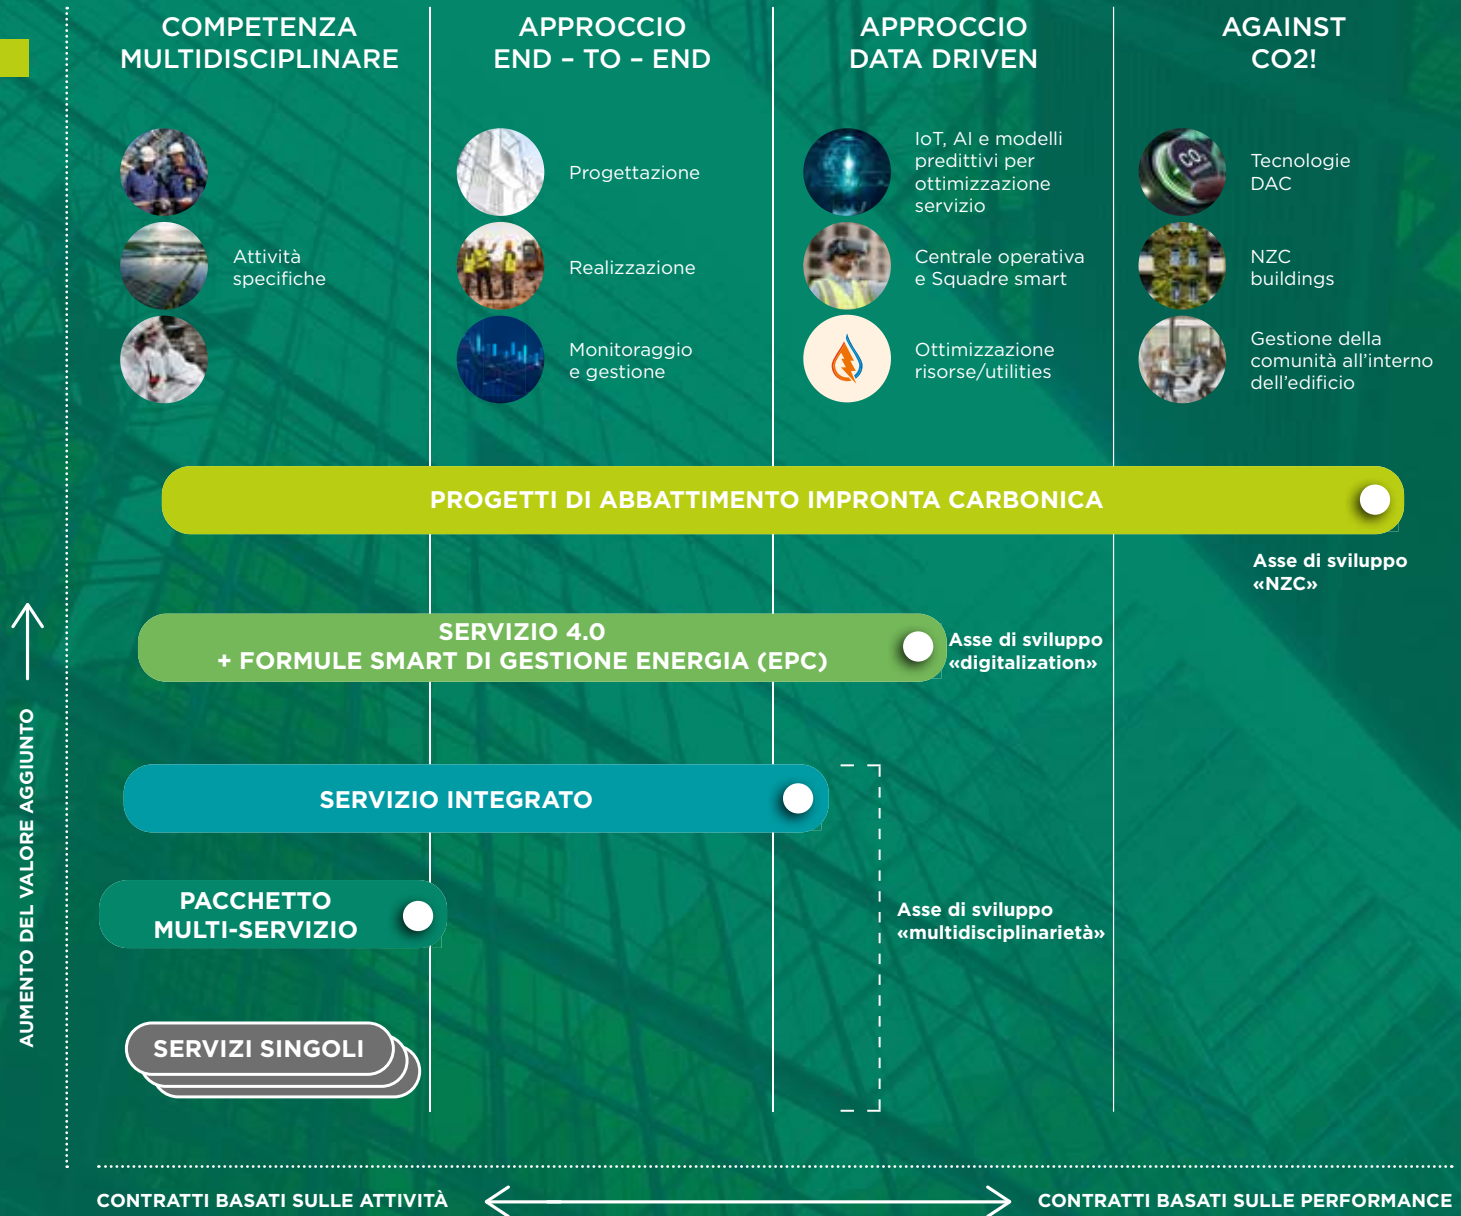 COMPETENZA
MULTIDISCIPLINARE
Attività
specifiche
APPROCCIO
END – TO – END
Progettazione
Realizzazione
Monitoraggio
e gestione
APPROCCIO
DATA DRIVEN
IoT, AI e modelli
predittivi per
ottimizzazione
servizio
Centrale operativa
e Squadre smart
Ottimizzazione
risorse/utilities
AGAINST
CO2!
CO₂
Tecnologie
DAC
NZC
buildings
Gestione della
comunità all’interno
dell’edificio
PROGETTI DI ABBATTIMENTO IMPRONTA CARBONICA
Asse di sviluppo
«NZC»
SERVIZIO 4.0
+ FORMULE SMART DI GESTIONE ENERGIA (EPC)
Asse di sviluppo
«digitalization»
SERVIZIO INTEGRATO
PACCHETTO
MULTI-SERVIZIO
Asse di sviluppo
«multidisciplinarietà»
SERVIZI SINGOLI
AUMENTO DEL VALORE AGGIUNTO
CONTRATTI BASATI SULLE ATTIVITÀ
CONTRATTI BASATI SULLE PERFORMANCE